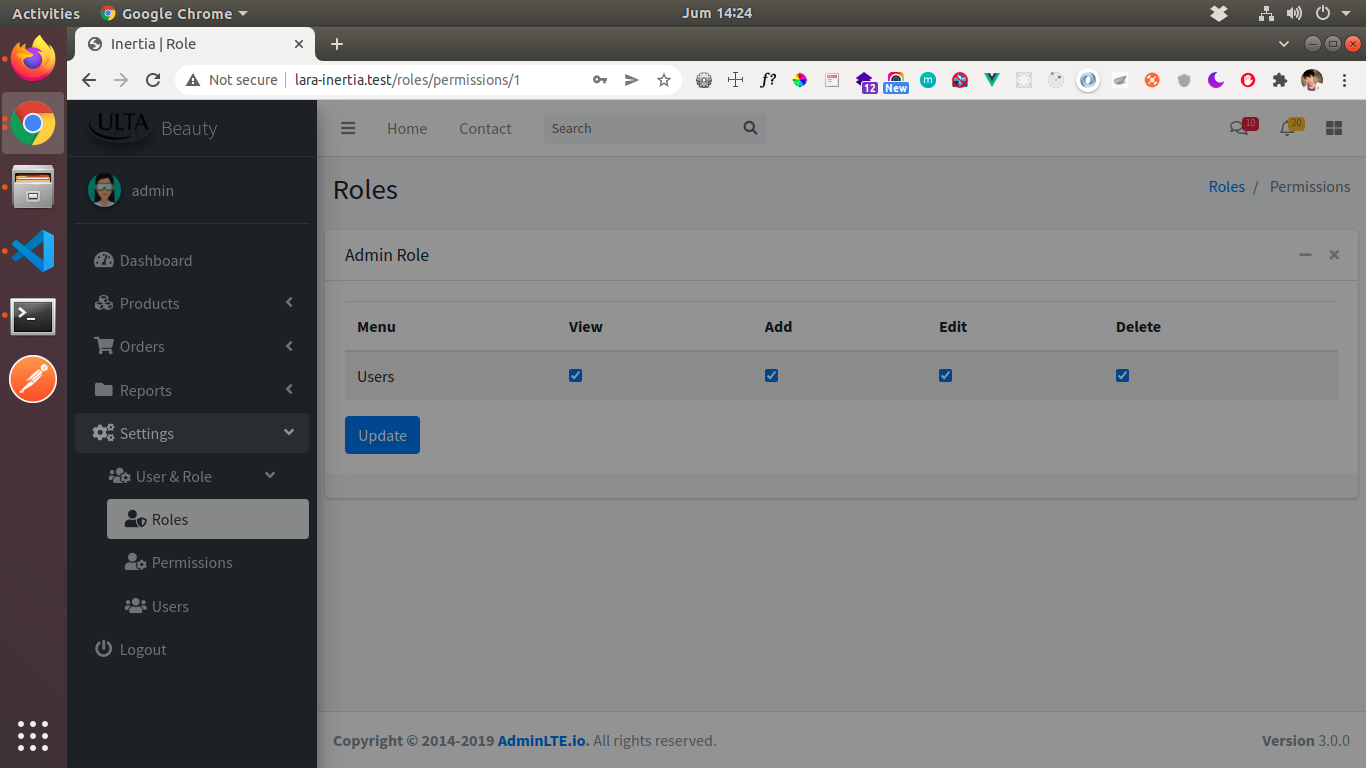 Activities Google Chrome Jum 14:24
Inertia | Role
Not secure lara-inertia.test/roles/permissions/1 f? 12 New m
ULTA Beauty Home Contact Search 10 20
admin
Roles Roles / Permissions
Admin Role
Dashboard
Products
Orders
Reports
Settings
User & Role
Roles
Permissions
Users
Logout
Menu View Add Edit Delete
Users
Update
Copyright © 2014-2019 AdminLTE.io. All rights reserved. Version 3.0.0